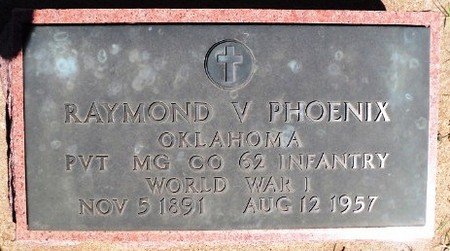 RAYMOND V PHOENIX
OKLAHOMA
PVT MG CO 62 INFANTRY
WORLD WAR I
NOV 5 1891 AUG 12 1957